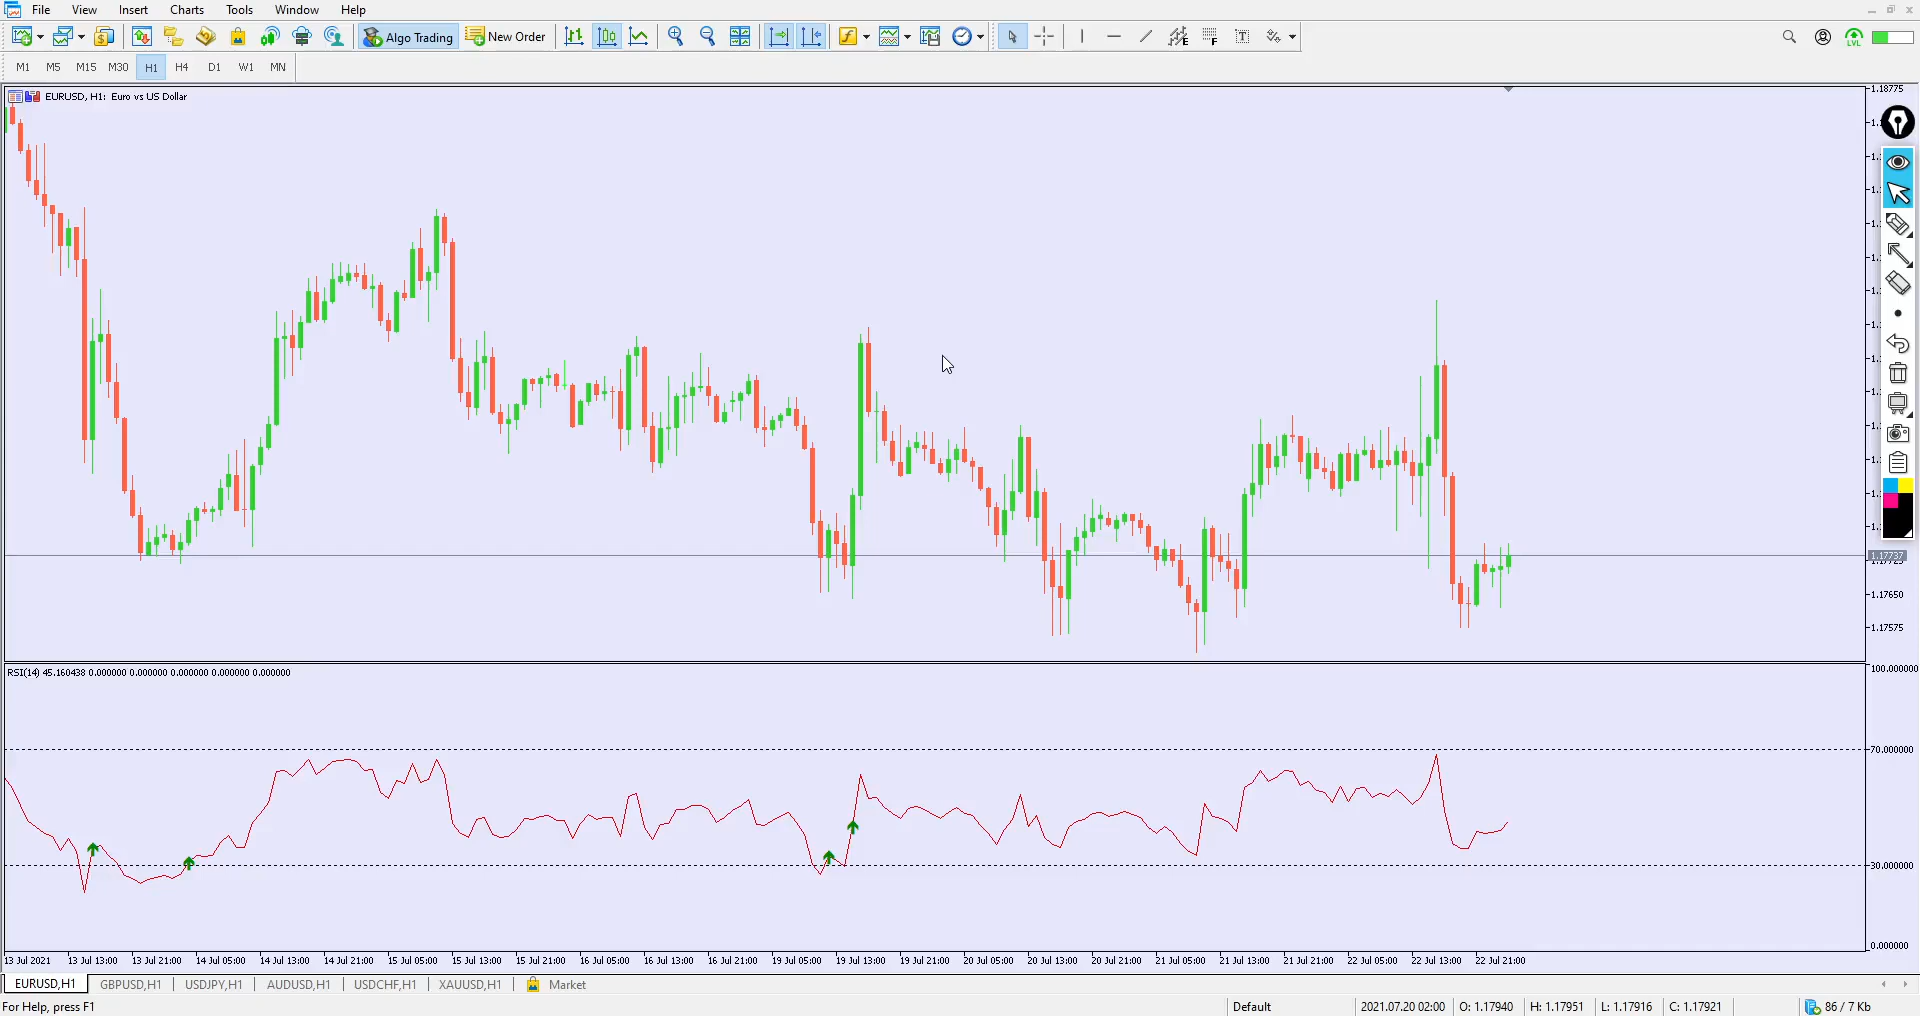 File View Insert Charts Tools Window Help
Algo Trading New Order
LVL
M1 M5 M15 M30 H1 H4 D1 W1 MN
EURUSD, H1: Euro vs US Dollar
1.18775
1.17737
1.17725
1.17650
1.17575
RSI(14) 45.160438 0.000000 0.000000 0.000000 0.000000 0.000000
100.000000
70.000000
30.000000
0.000000
13 Jul 2021 13 Jul 13:00 13 Jul 21:00 14 Jul 05:00 14 Jul 13:00 14 Jul 21:00 15 Jul 05:00 15 Jul 13:00 15 Jul 21:00 16 Jul 05:00 16 Jul 13:00 16 Jul 21:00 19 Jul 05:00 19 Jul 13:00 19 Jul 21:00 20 Jul 05:00 20 Jul 13:00 20 Jul 21:00 21 Jul 05:00 21 Jul 13:00 21 Jul 21:00 22 Jul 05:00 22 Jul 13:00 22 Jul 21:00
EURUSD,H1 GBPUSD,H1 USDJPY,H1 AUDUSD,H1 USDCHF,H1 XAUUSD,H1 Market
For Help, press F1 Default 2021.07.20 02:00 O: 1.17940 H: 1.17951 L: 1.17916 C: 1.17921 86 / 7 Kb